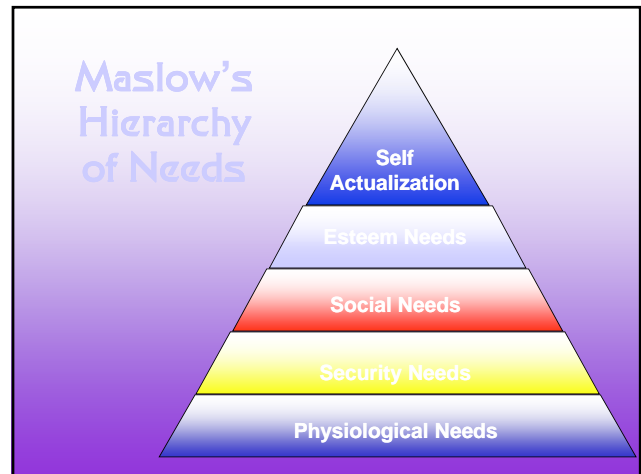 Maslow's
Hierarchy
of Needs
Self
Actualization
Esteem Needs
Social Needs
Security Needs
Physiological Needs